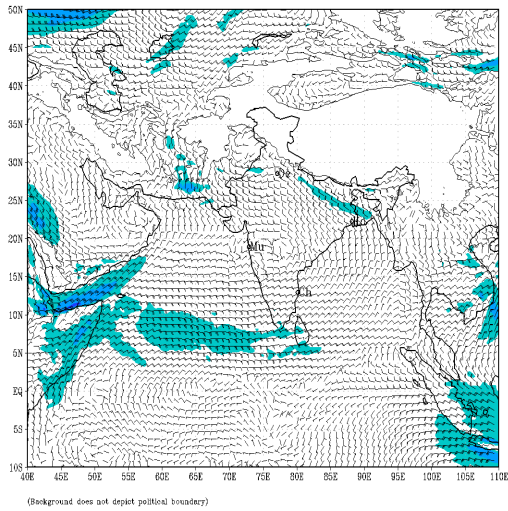 50N
45N
40N
35N
30N
25N
20N
15N
10N
5N
EQ
5S
10S
40E 45E 50E 55E 60E 65E 70E 75E 80E 85E 90E 95E 100E 105E 110E
Mu
Ch
(Background does not depict political boundary)